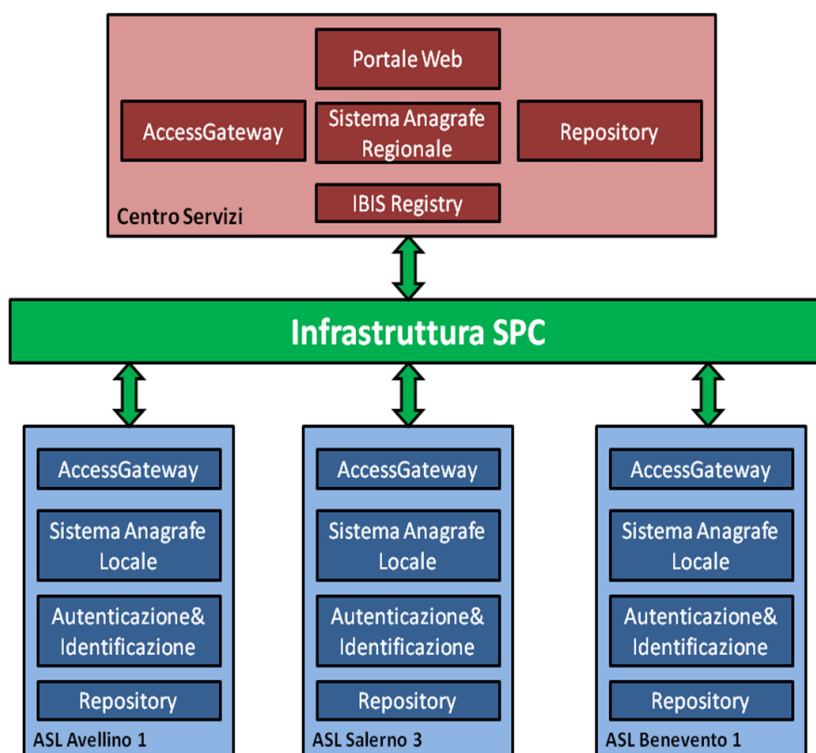 Portale Web
AccessGateway
Sistema Anagrafe
Regionale
Repository
IBIS Registry
Centro Servizi
Infrastruttura SPC
AccessGateway
Sistema Anagrafe
Locale
Autenticazione&
Identificazione
Repository
ASL Avellino 1
AccessGateway
Sistema Anagrafe
Locale
Autenticazione&
Identificazione
Repository
ASL Salerno 3
AccessGateway
Sistema Anagrafe
Locale
Autenticazione&
Identificazione
Repository
ASL Benevento 1